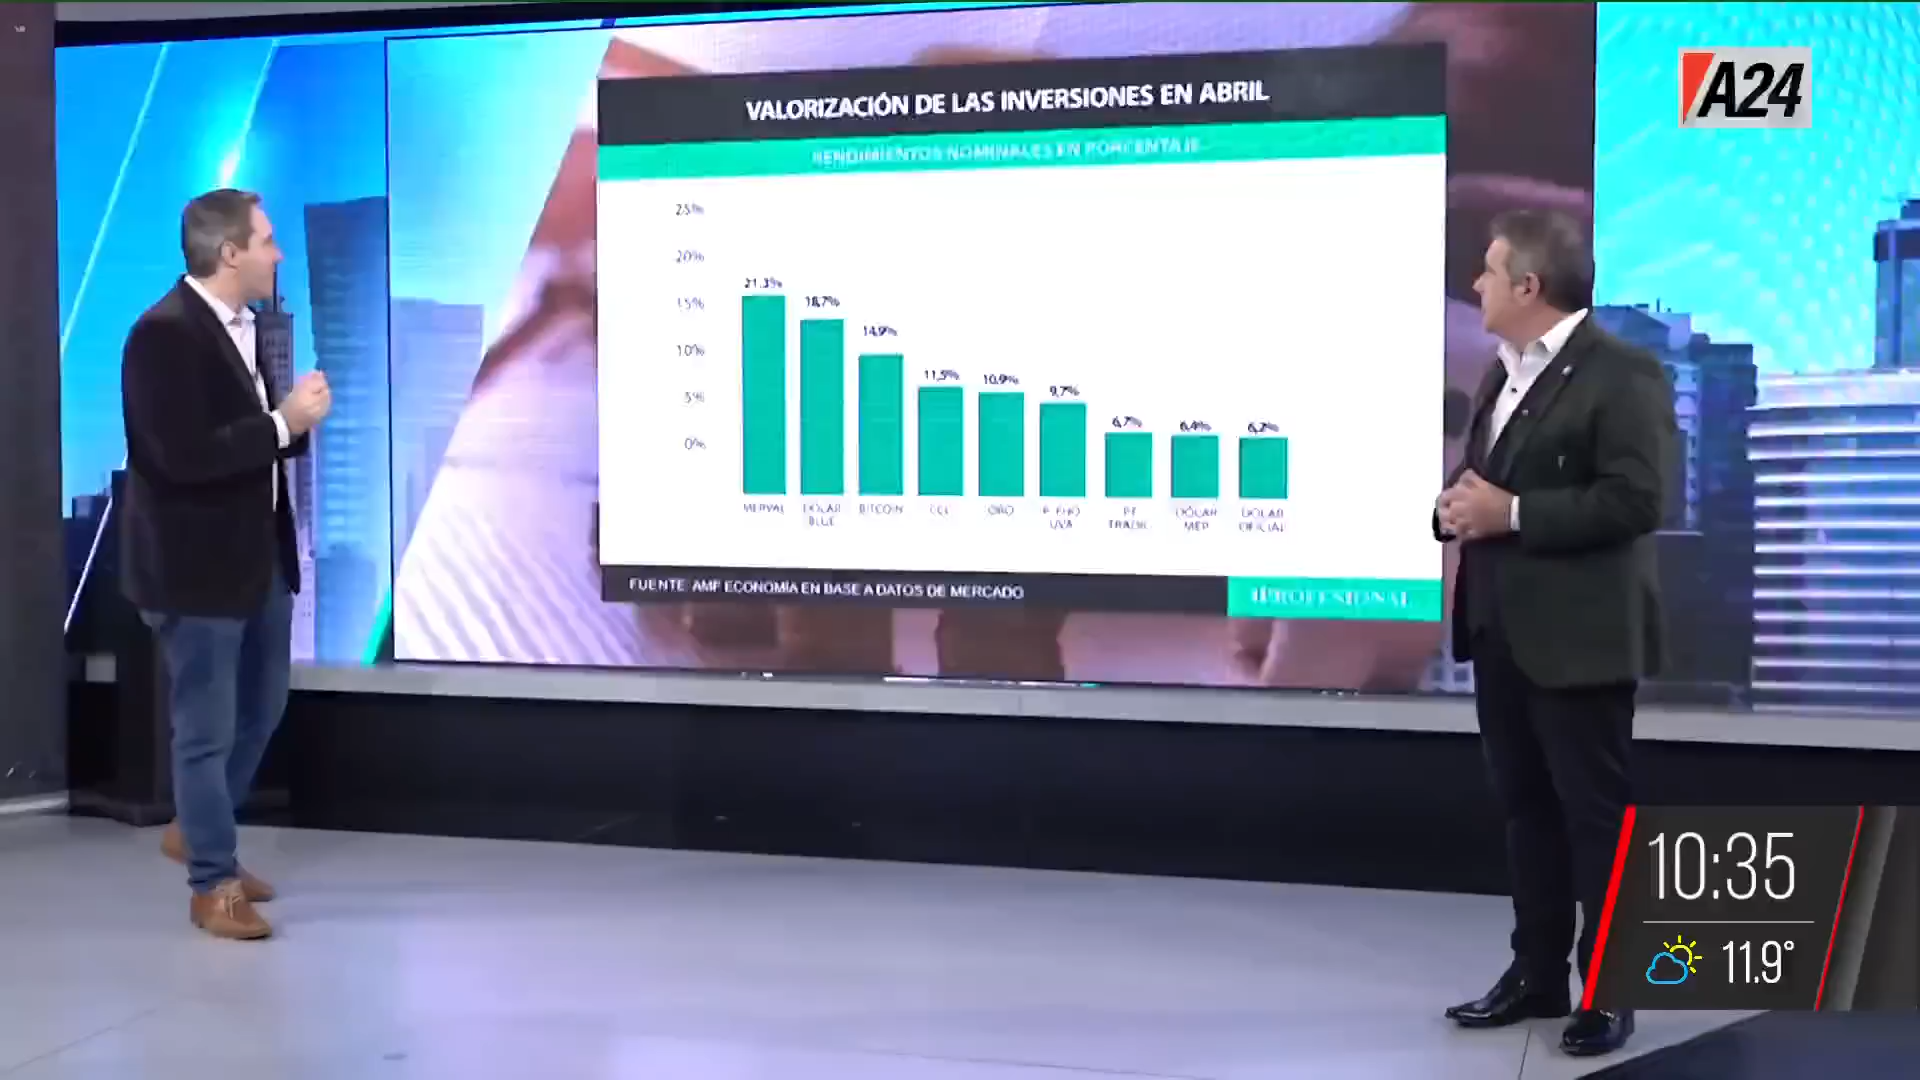 A24
VALORIZACIÓN DE LAS INVERSIONES EN ABRIL
RENDIMIENTOS NOMINALES EN PORCENTAJE
25%
20%
15%
10%
5%
0%
21.3%
18,7%
14,9%
11,5%
10,9%
9,7%
6,7%
6,4%
6,2%
MERVAL
DÓLAR BLUE
BITCOIN
CCL
ORO
P. FIJO UVA
PF TRADIC
DÓLAR MEP
DÓLAR OFICIAL
FUENTE: AMF ECONOMÍA EN BASE A DATOS DE MERCADO
iPROFESIONAL
10:35
11.9°